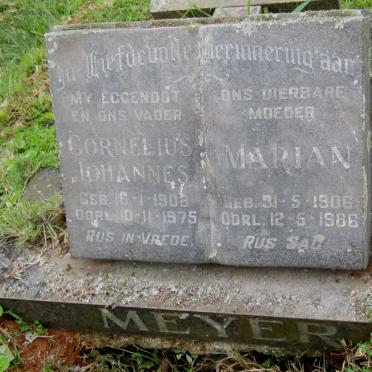 In Liefdevolle Herinnering aan
MY EGGENOOT
EN ONS VADER
CORNELIUS
JOHANNES
GEB. 16-1-1903
OORL. 10-11-1975
RUS IN VREDE
ONS DIERBARE
MOEDER
MARIAN
GEB. 31-5-1906
OORL. 12-5-1986
RUS SAG
MEYER